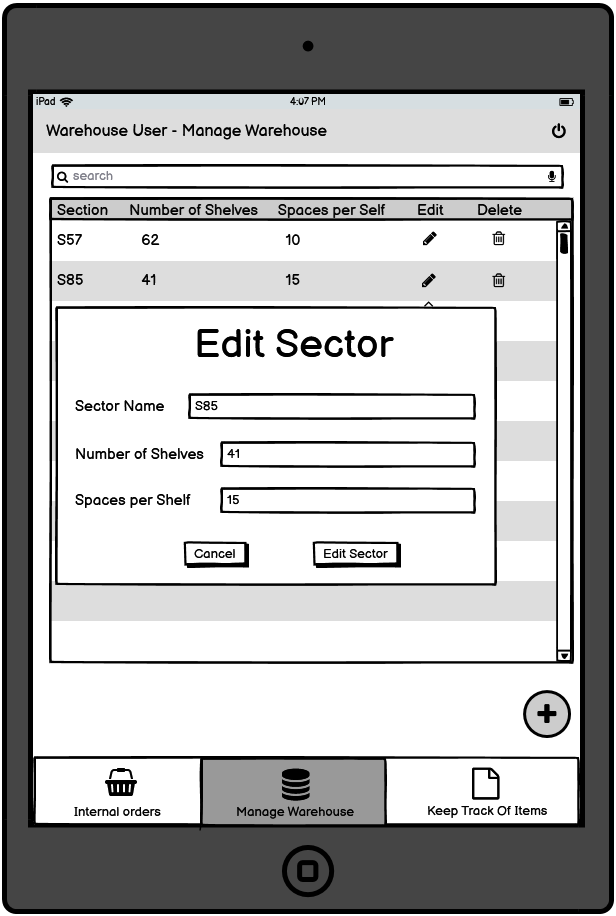 iPad 4:07 PM
Warehouse User - Manage Warehouse
search
Section Number of Shelves Spaces per Self Edit Delete
S57 62 10
S85 41 15
Edit Sector
Sector Name S85
Number of Shelves 41
Spaces per Shelf 15
Cancel Edit Sector
Internal orders Manage Warehouse Keep Track Of Items